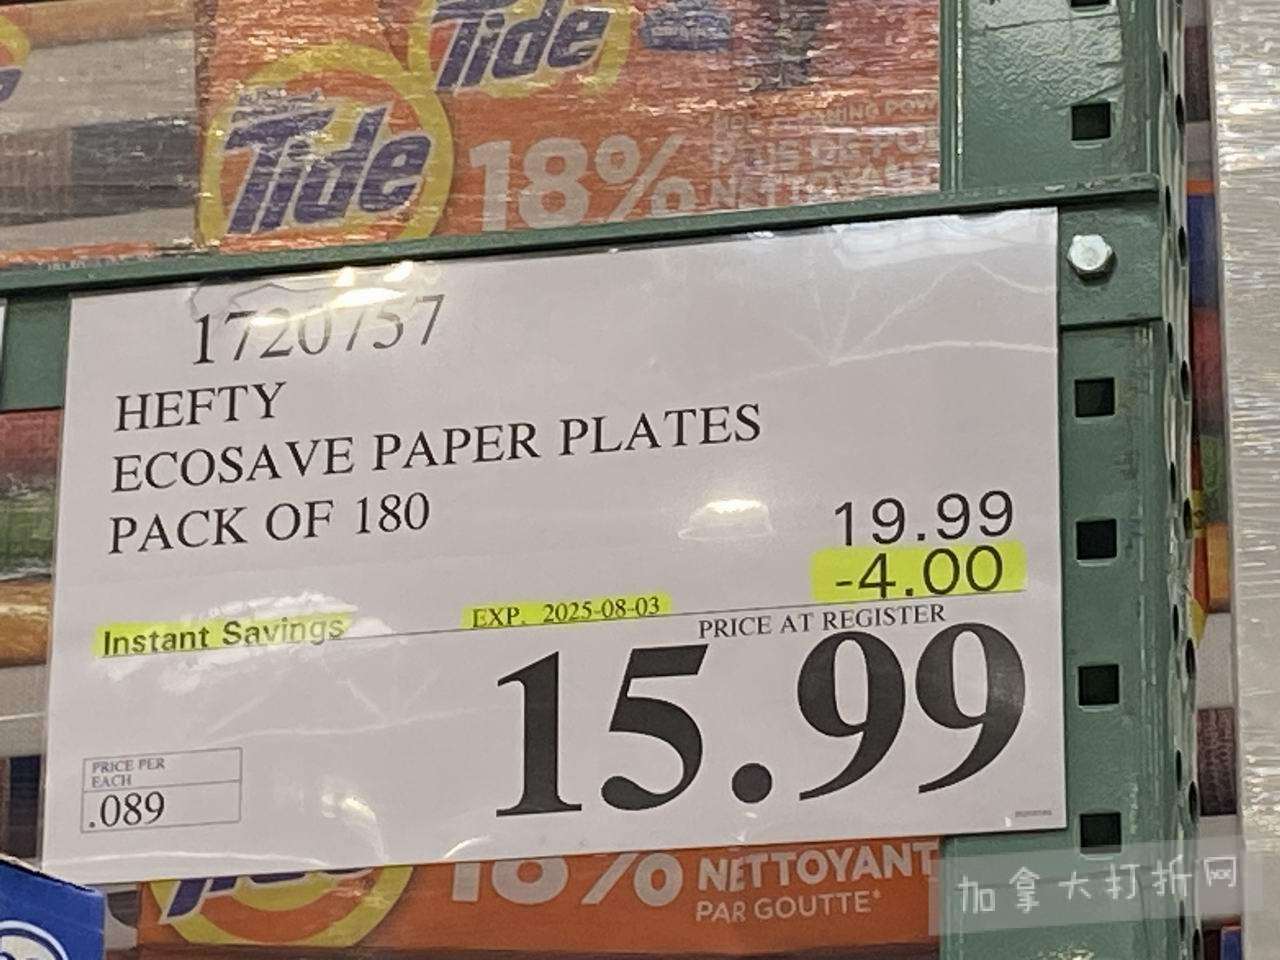 Tide
Tide
18%
1720757
HEFTY
ECOSAVE PAPER PLATES
PACK OF 180
19.99
-4.00
Instant Savings
EXP. 2025-08-03
PRICE AT REGISTER
15.99
PRICE PER
EACH
.089
18%
NETTOYANT
PAR GOUTTE*
加拿大打折网